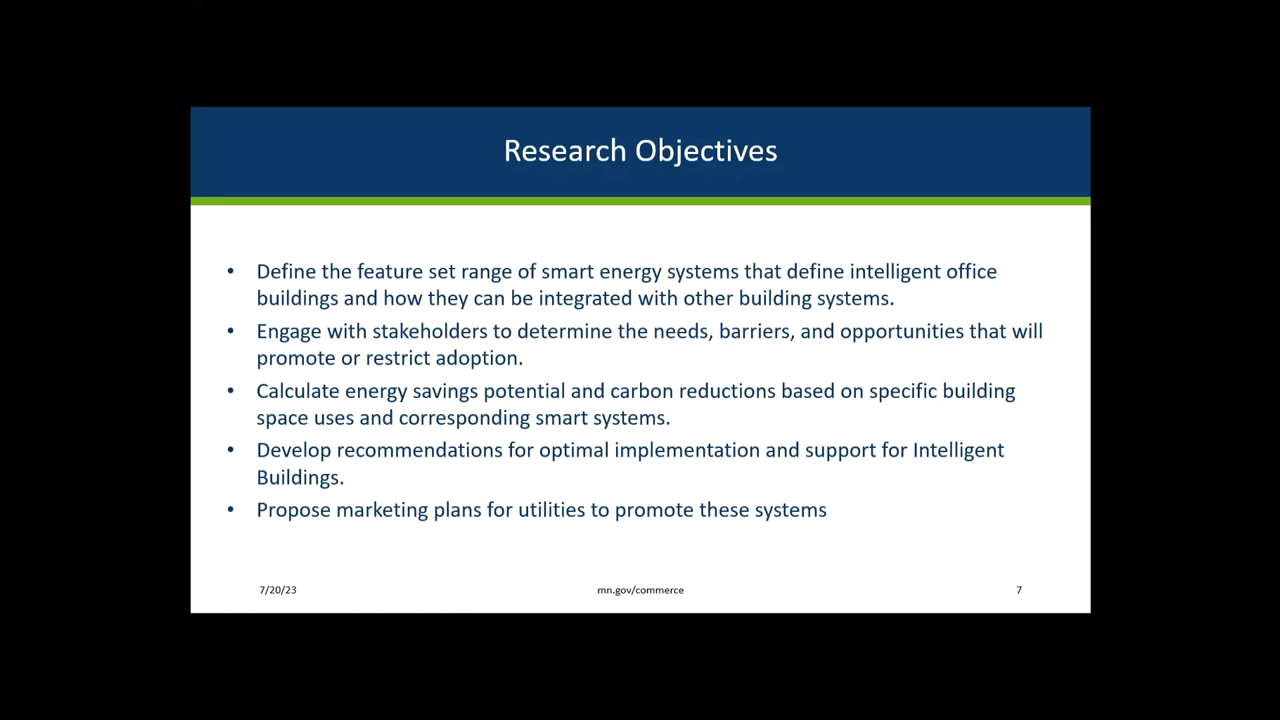 Research Objectives
• Define the feature set range of smart energy systems that define intelligent office
buildings and how they can be integrated with other building systems.
• Engage with stakeholders to determine the needs, barriers, and opportunities that will
promote or restrict adoption.
• Calculate energy savings potential and carbon reductions based on specific building
space uses and corresponding smart systems.
• Develop recommendations for optimal implementation and support for Intelligent
Buildings.
• Propose marketing plans for utilities to promote these systems
7/20/23
mn.gov/commerce
7